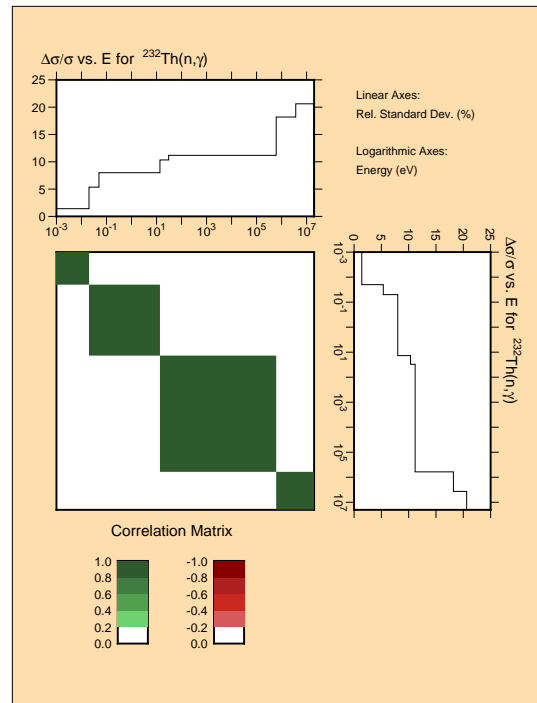 Δσ/σ vs. E for ²³²Th(n,γ)
25
20
15
10
5
0
10⁻³ 10⁻¹ 10¹ 10³ 10⁵ 10⁷
Linear Axes:
Rel. Standard Dev. (%)
Logarithmic Axes:
Energy (eV)
Δσ/σ vs. E for ²³²Th(n,γ)
0 5 10 15 20 25
10⁻³
10⁻¹
10¹
10³
10⁵
10⁷
Correlation Matrix
1.0
0.8
0.6
0.4
0.2
0.0
-1.0
-0.8
-0.6
-0.4
-0.2
0.0